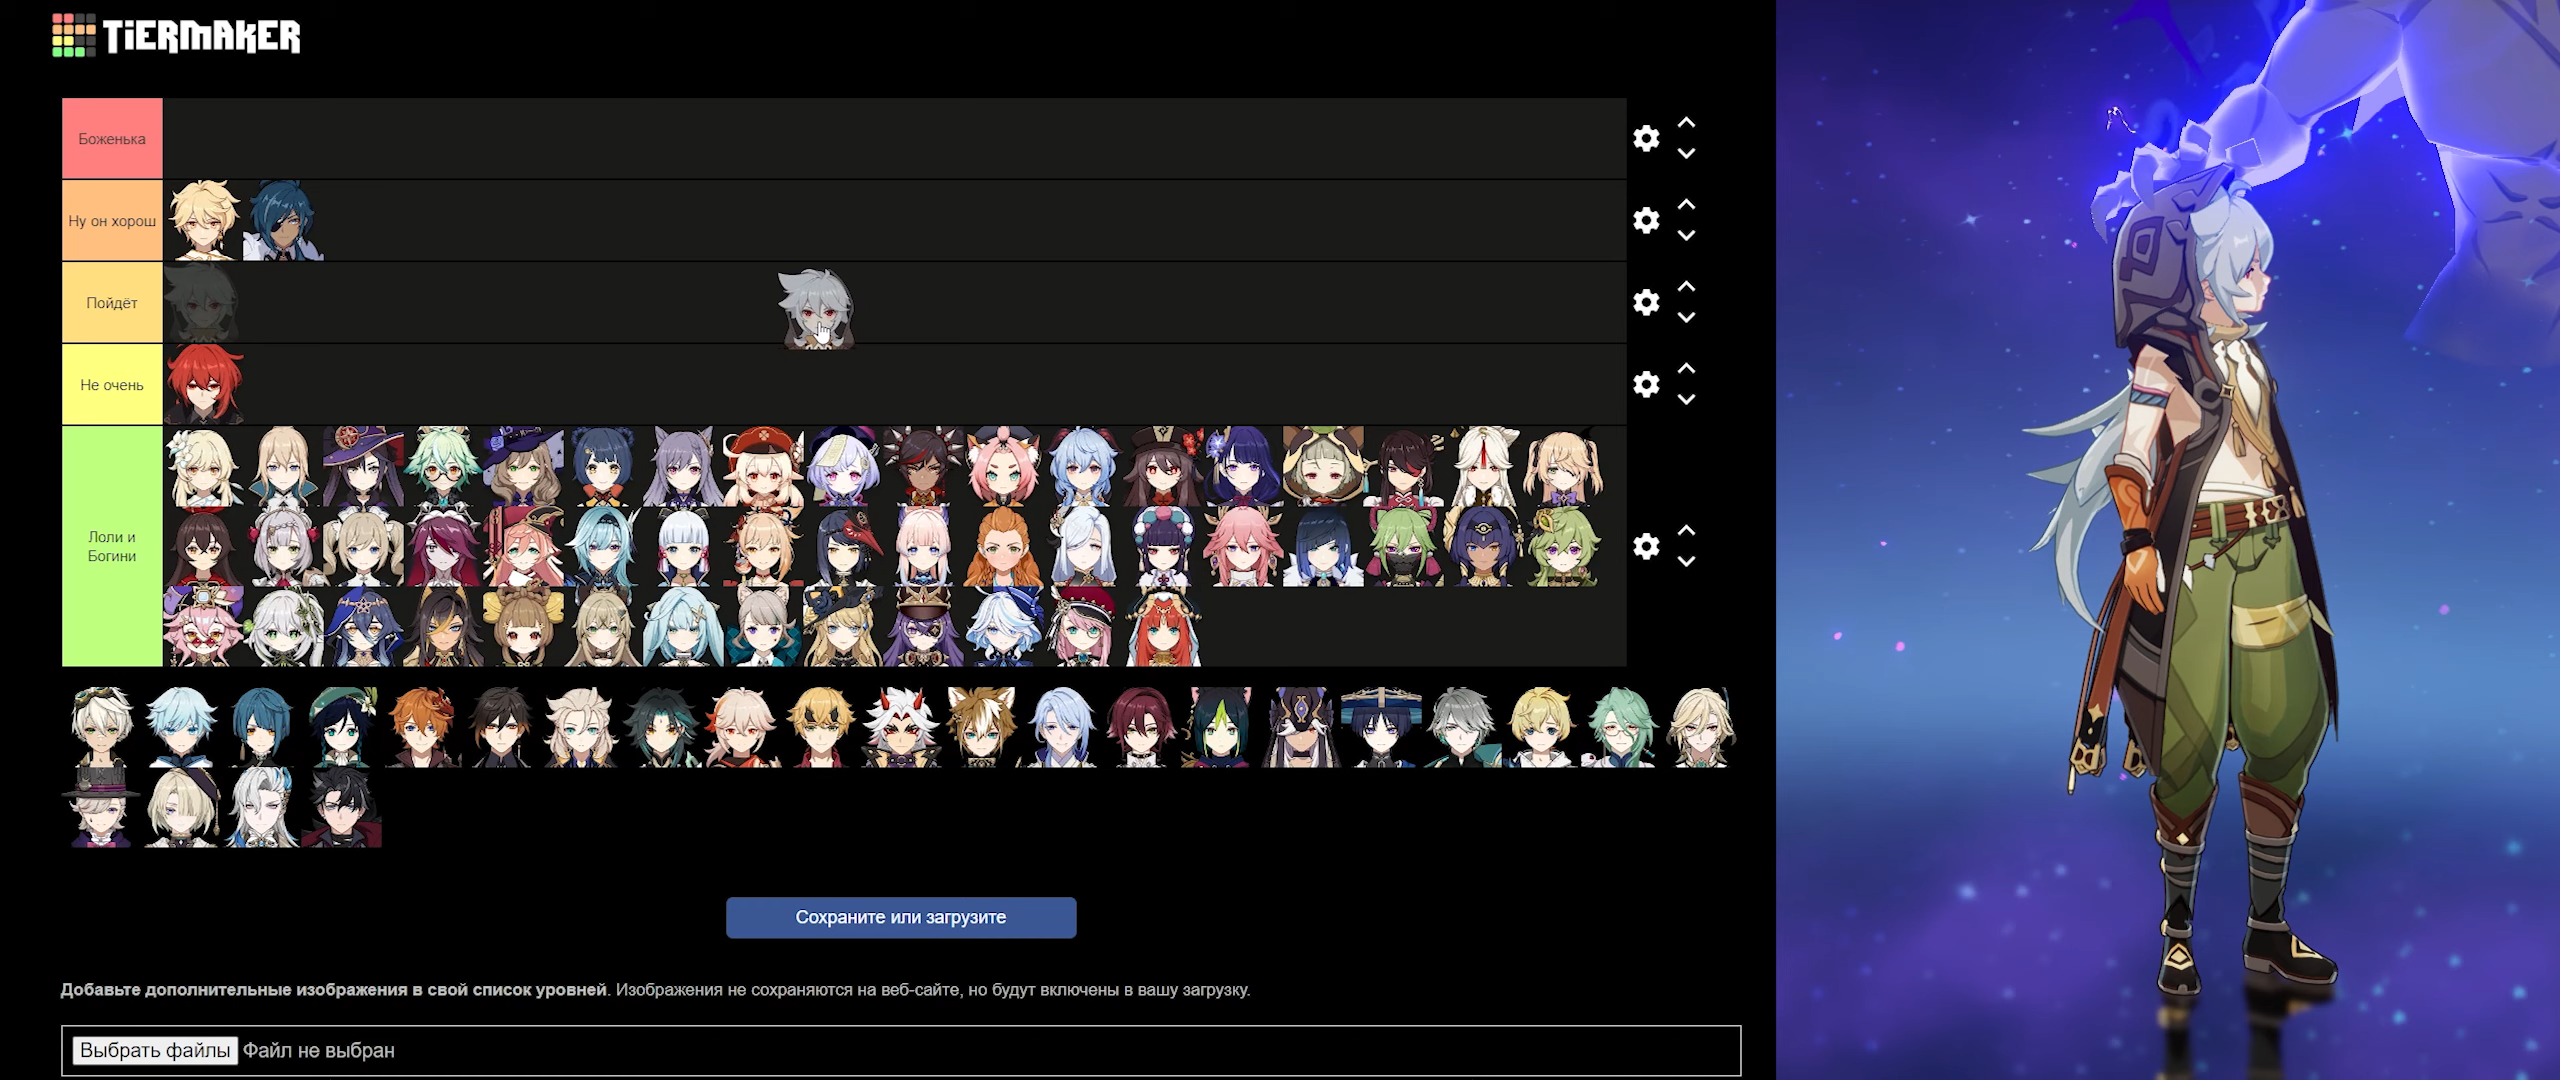 TiERMAKER
Боженька
Ну он хорош
Пойдёт
Не очень
Лоли и
Богини
Сохраните или загрузите
Добавьте дополнительные изображения в свой список уровней. Изображения не сохраняются на веб-сайте, но будут включены в вашу загрузку.
Выбрать файлы Файл не выбран